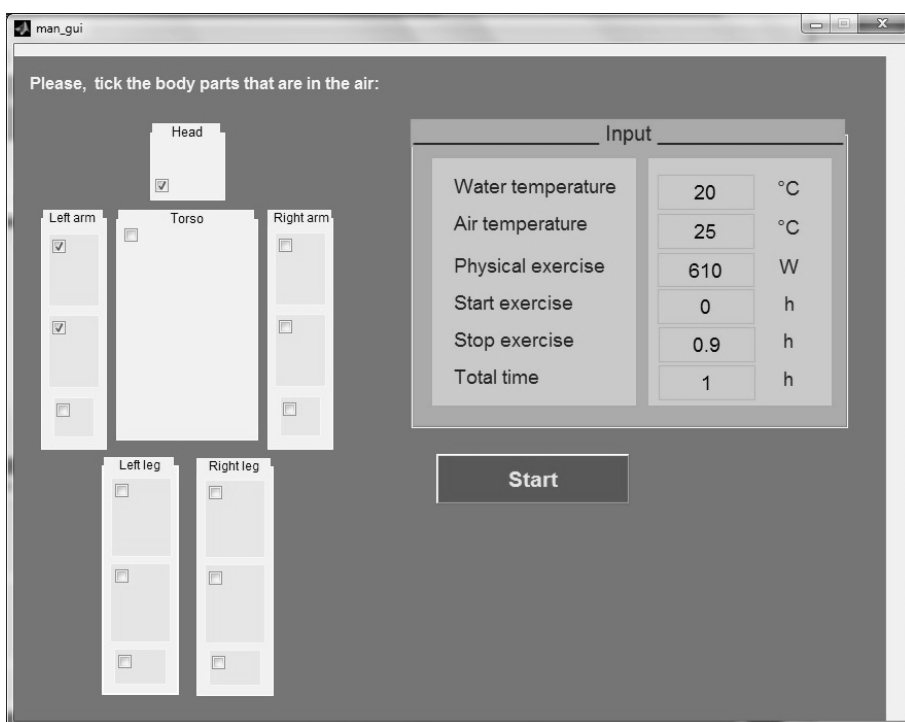 man_gui
Please, tick the body parts that are in the air:
Head
Left arm
Torso
Right arm
Left leg
Right leg
Input
Water temperature 20 °C
Air temperature 25 °C
Physical exercise 610 W
Start exercise 0 h
Stop exercise 0.9 h
Total time 1 h
Start